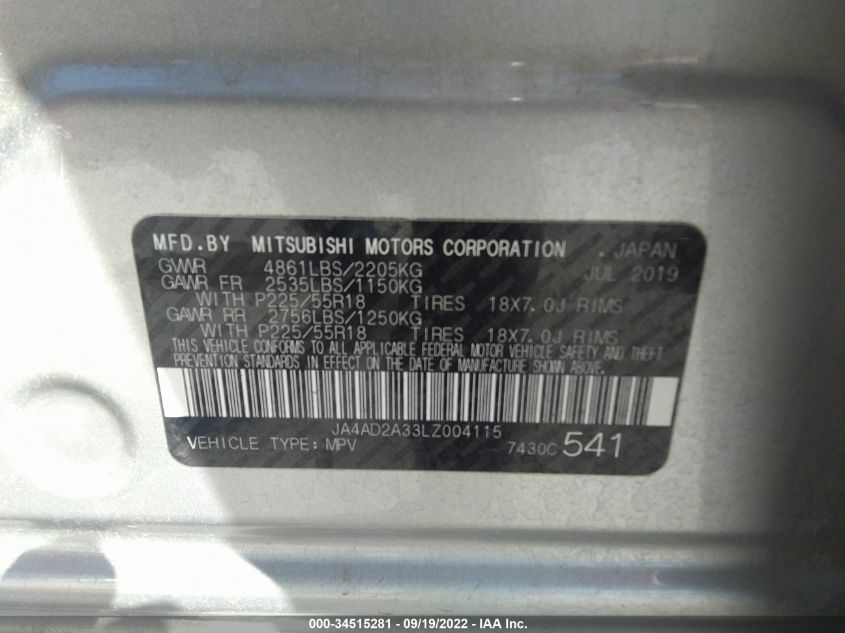 MFD.BY MITSUBISHI MOTORS CORPORATION . JAPAN
GVWR 4861LBS/2205KG JUL 2019
GAWR FR 2535LBS/1150KG
WITH P225/55R18 TIRES 18X7.0J RIMS
GAWR RR 2756LBS/1250KG
WITH P225/55R18 TIRES 18X7.0J RIMS
THIS VEHICLE CONFORMS TO ALL APPLICABLE FEDERAL MOTOR VEHICLE SAFETY AND THEFT
PREVENTION STANDARDS IN EFFECT ON THE DATE OF MANUFACTURE SHOWN ABOVE.
JA4AD2A33LZ004115
VEHICLE TYPE: MPV 7430C 541
000-34515281 - 09/19/2022 - IAA Inc.